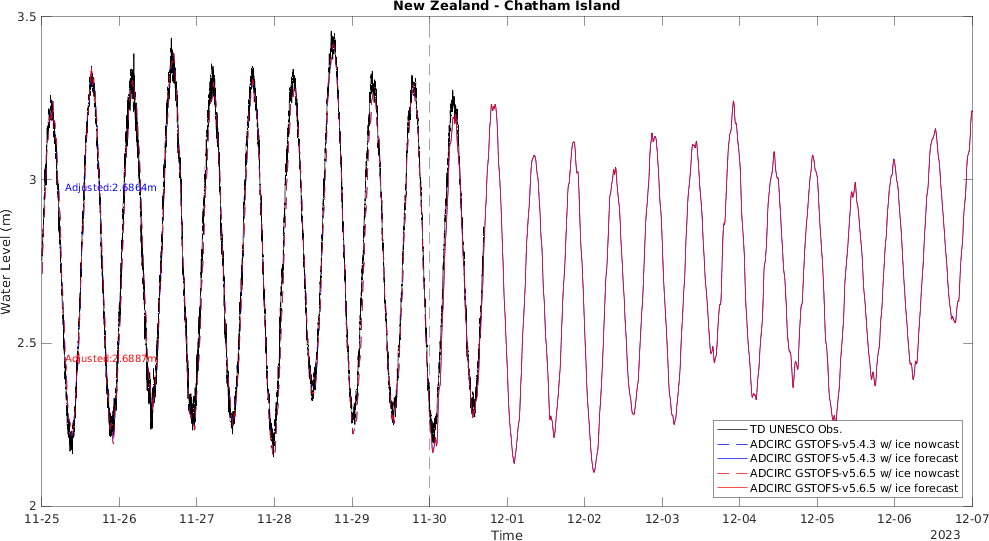 New Zealand - Chatham Island
3.5
3
2.5
2
Water Level (m)
Adjusted:2.6864m
Adjusted:2.6887m
TD UNESCO Obs.
ADCIRC GSTOFS-v5.4.3 w/ ice nowcast
ADCIRC GSTOFS-v5.4.3 w/ ice forecast
ADCIRC GSTOFS-v5.6.5 w/ ice nowcast
ADCIRC GSTOFS-v5.6.5 w/ ice forecast
11-25 11-26 11-27 11-28 11-29 11-30 12-01 12-02 12-03 12-04 12-05 12-06 12-07
Time
2023